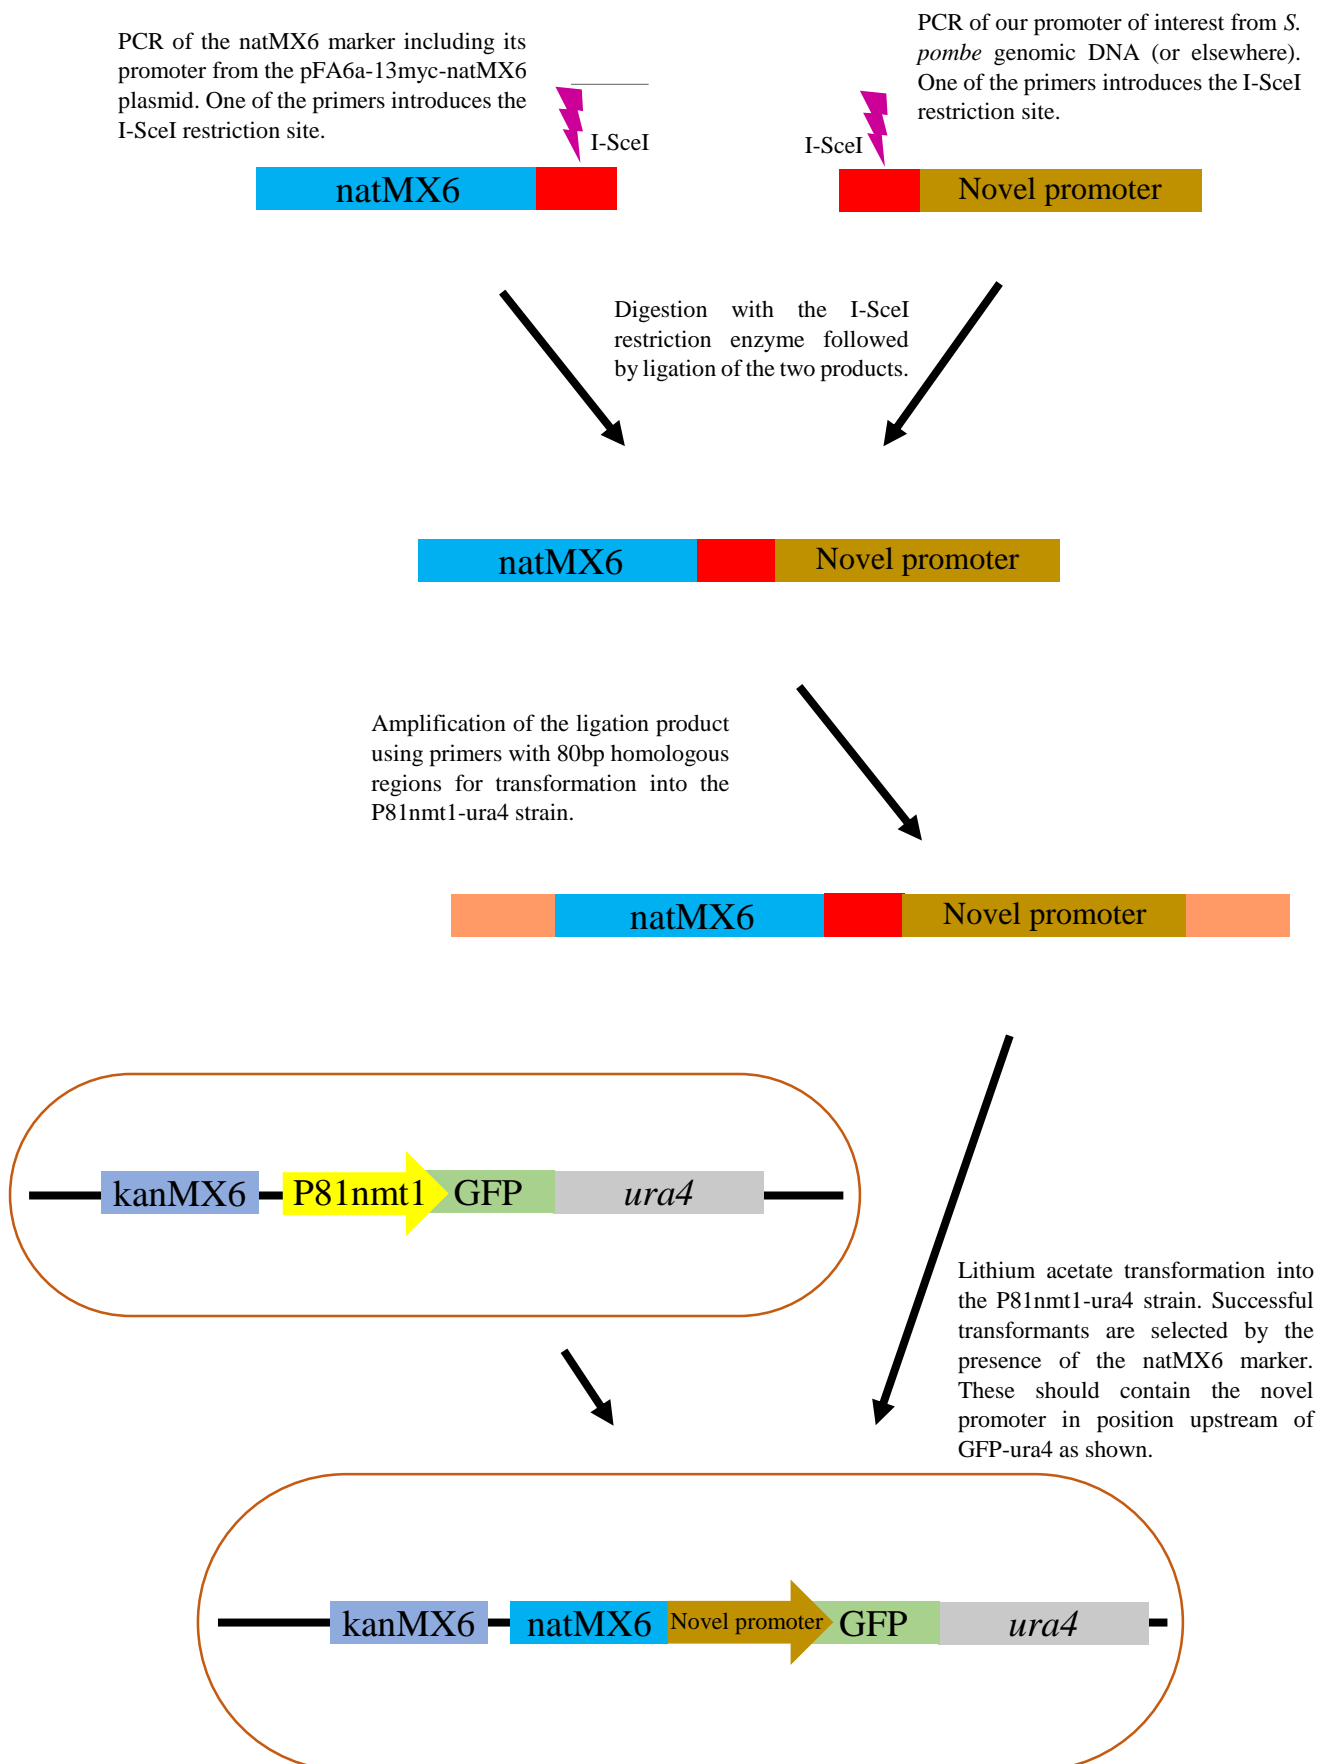 PCR of the natMX6 marker including its
promoter from the pFA6a-13myc-natMX6
plasmid. One of the primers introduces the
I-SceI restriction site.
PCR of our promoter of interest from S.
pombe genomic DNA (or elsewhere).
One of the primers introduces the I-SceI
restriction site.
I-SceI
I-SceI
natMX6
Novel promoter
Digestion with the I-SceI
restriction enzyme followed
by ligation of the two products.
natMX6
Novel promoter
Amplification of the ligation product
using primers with 80bp homologous
regions for transformation into the
P81nmt1-ura4 strain.
natMX6
Novel promoter
kanMX6
P81nmt1
GFP
ura4
Lithium acetate transformation into
the P81nmt1-ura4 strain. Successful
transformants are selected by the
presence of the natMX6 marker.
These should contain the novel
promoter in position upstream of
GFP-ura4 as shown.
kanMX6
natMX6
Novel promoter
GFP
ura4